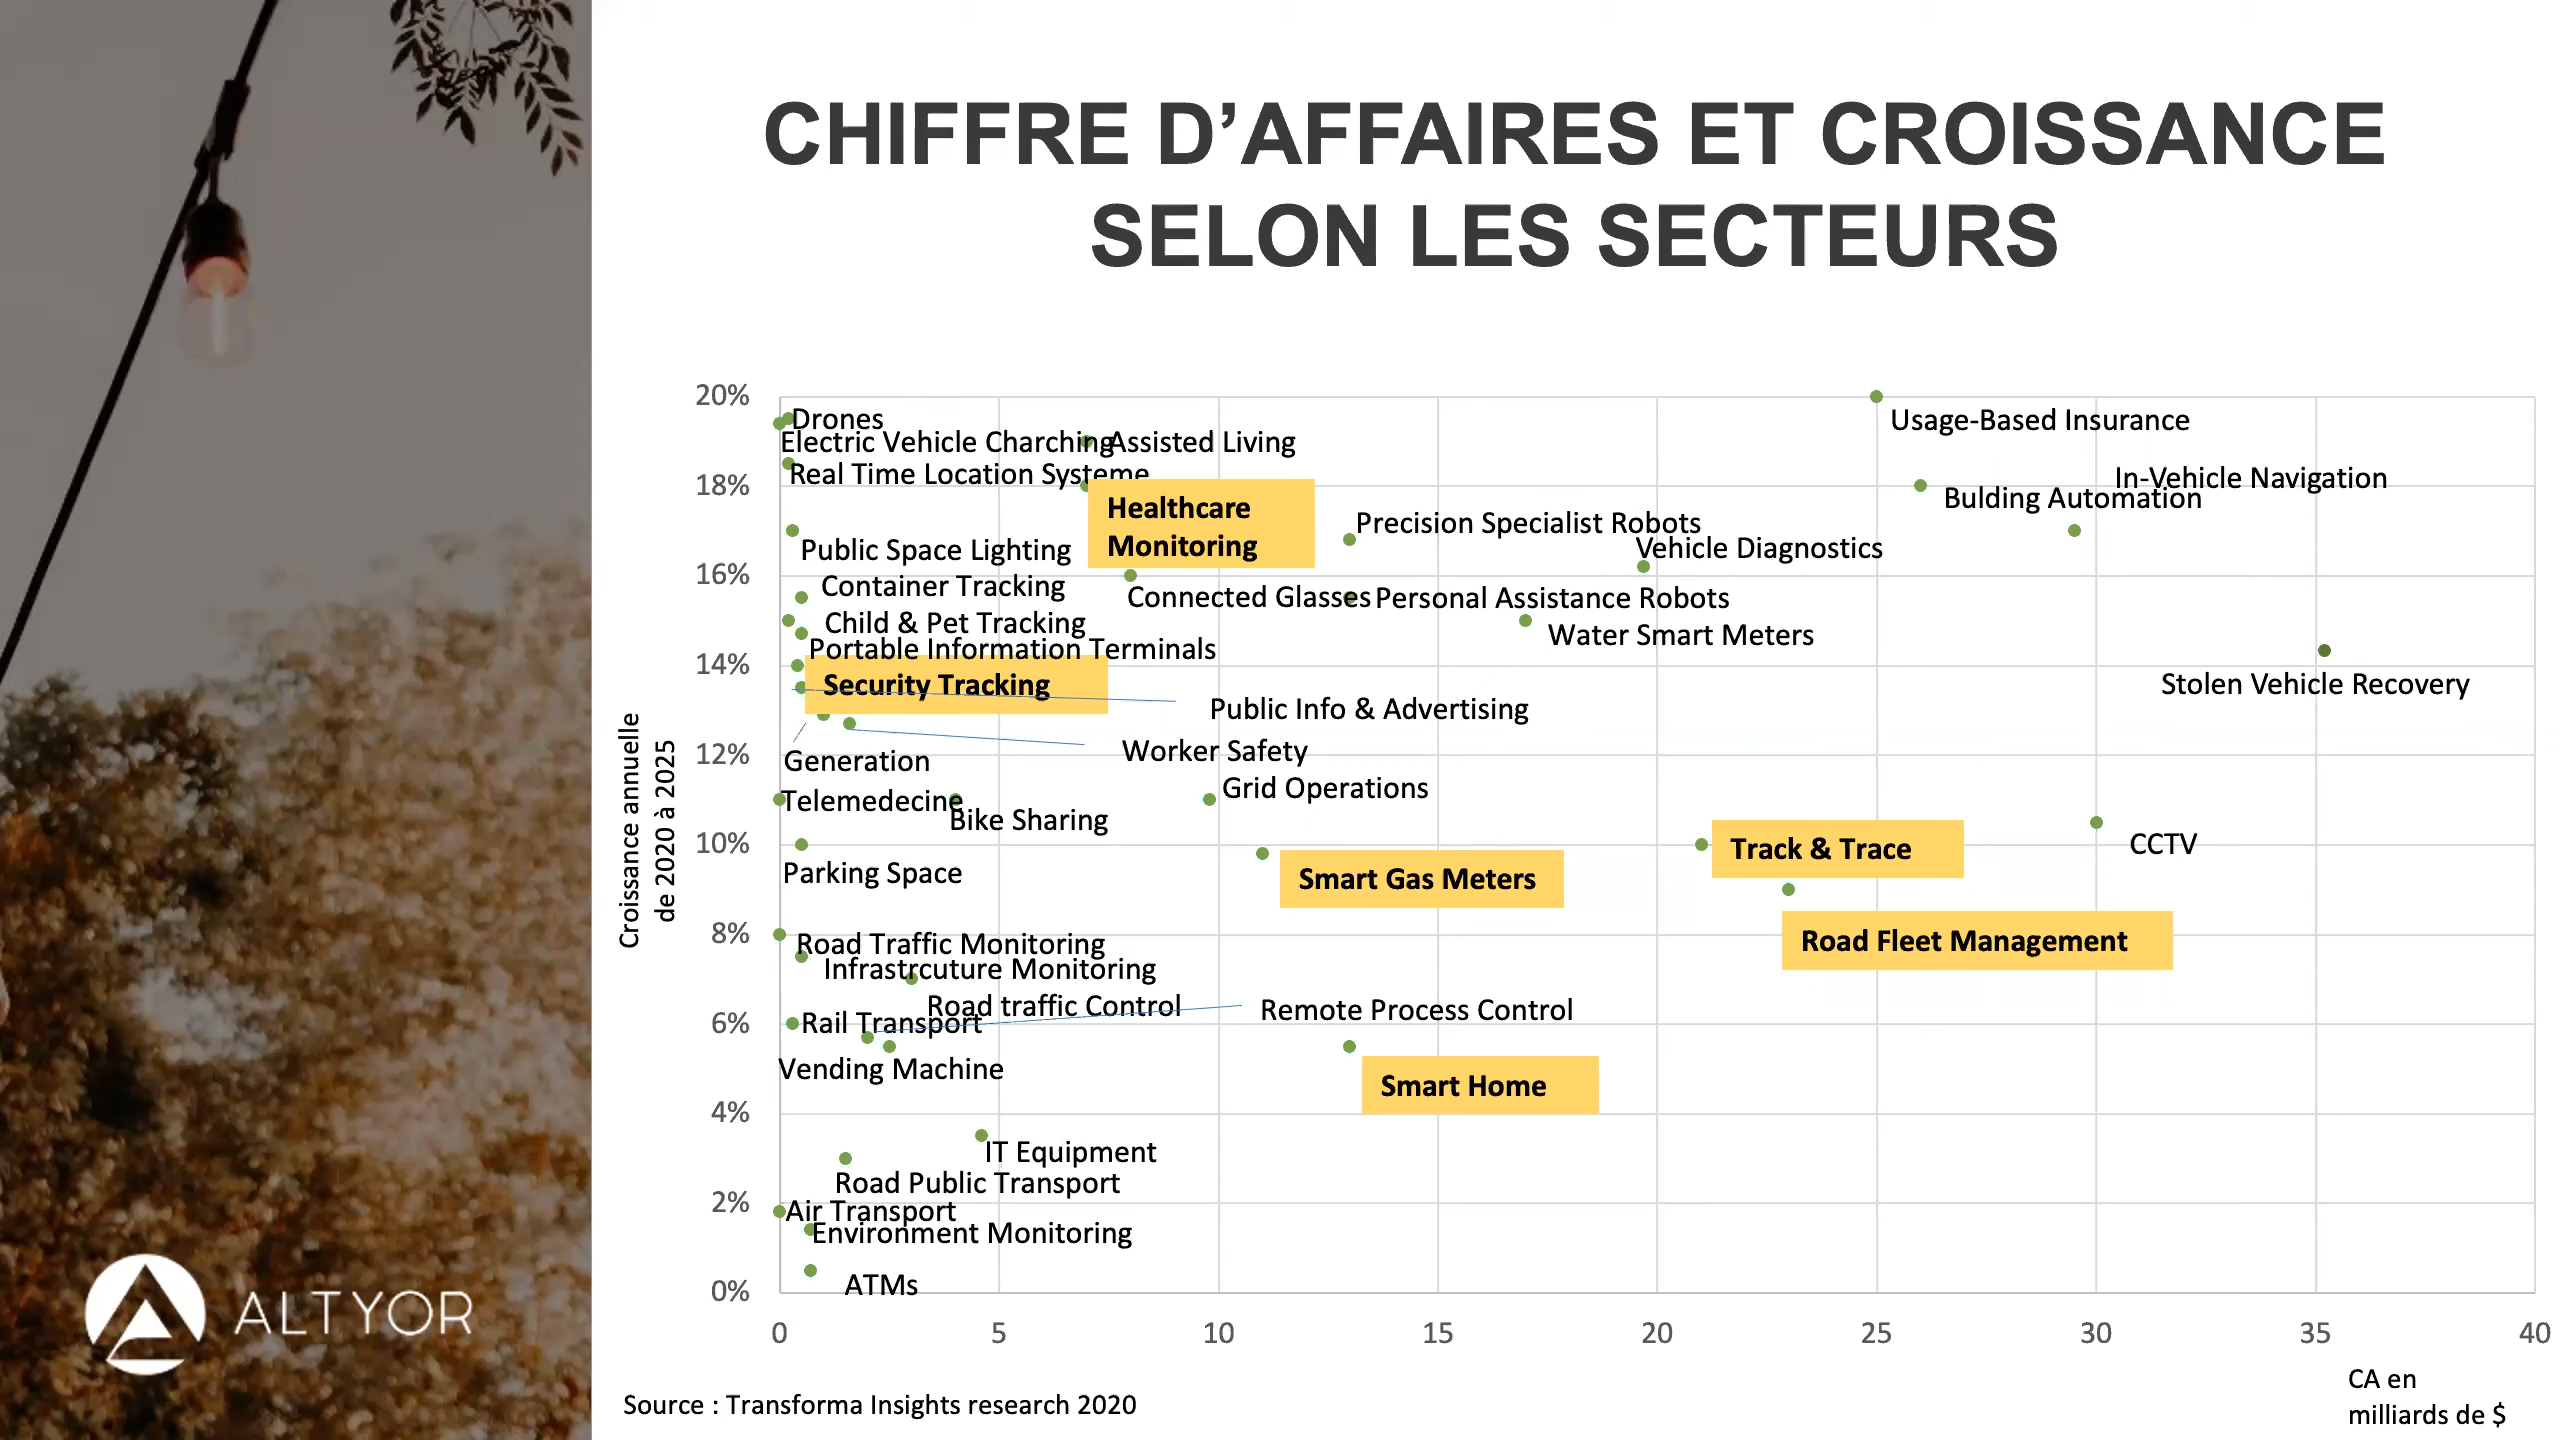 CHIFFRE D’AFFAIRES ET CROISSANCE
SELON LES SECTEURS
20%
18%
16%
14%
12%
10%
8%
6%
4%
2%
0%
Croissance annuelle
de 2020 à 2025
Drones
Electric Vehicle Charching
Assisted Living
Real Time Location Systeme
Healthcare
Monitoring
Usage-Based Insurance
In-Vehicle Navigation
Bulding Automation
Precision Specialist Robots
Vehicle Diagnostics
Public Space Lighting
Container Tracking
Connected Glasses
Personal Assistance Robots
Child & Pet Tracking
Water Smart Meters
Portable Information Terminals
Security Tracking
Stolen Vehicle Recovery
Public Info & Advertising
Worker Safety
Generation
Grid Operations
Telemedecine
Bike Sharing
Track & Trace
CCTV
Parking Space
Smart Gas Meters
Road Fleet Management
Road Traffic Monitoring
Infrastrcuture Monitoring
Road traffic Control
Remote Process Control
Rail Transport
Vending Machine
Smart Home
IT Equipment
Road Public Transport
Air Transport
Environment Monitoring
ATMs
0 5 10 15 20 25 30 35 40
CA en
milliards de $
Source : Transforma Insights research 2020
ALTYOR